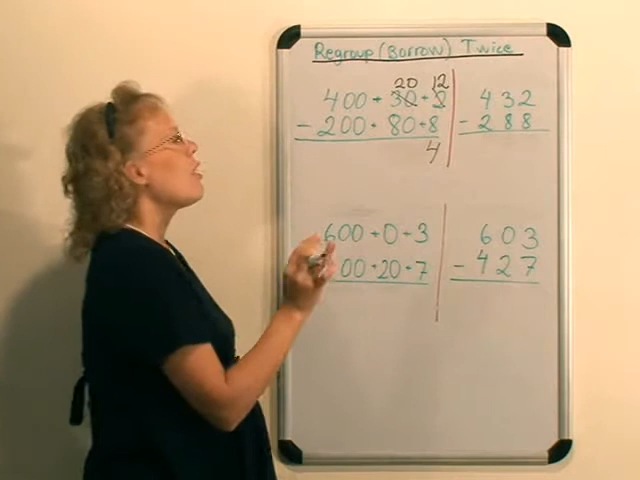 Regroup (Borrow) Twice
20 12
400 + 30 + 2
- 200 + 80 + 8
4
432
- 288
600 + 0 + 3
00 + 20 + 7
603
- 427